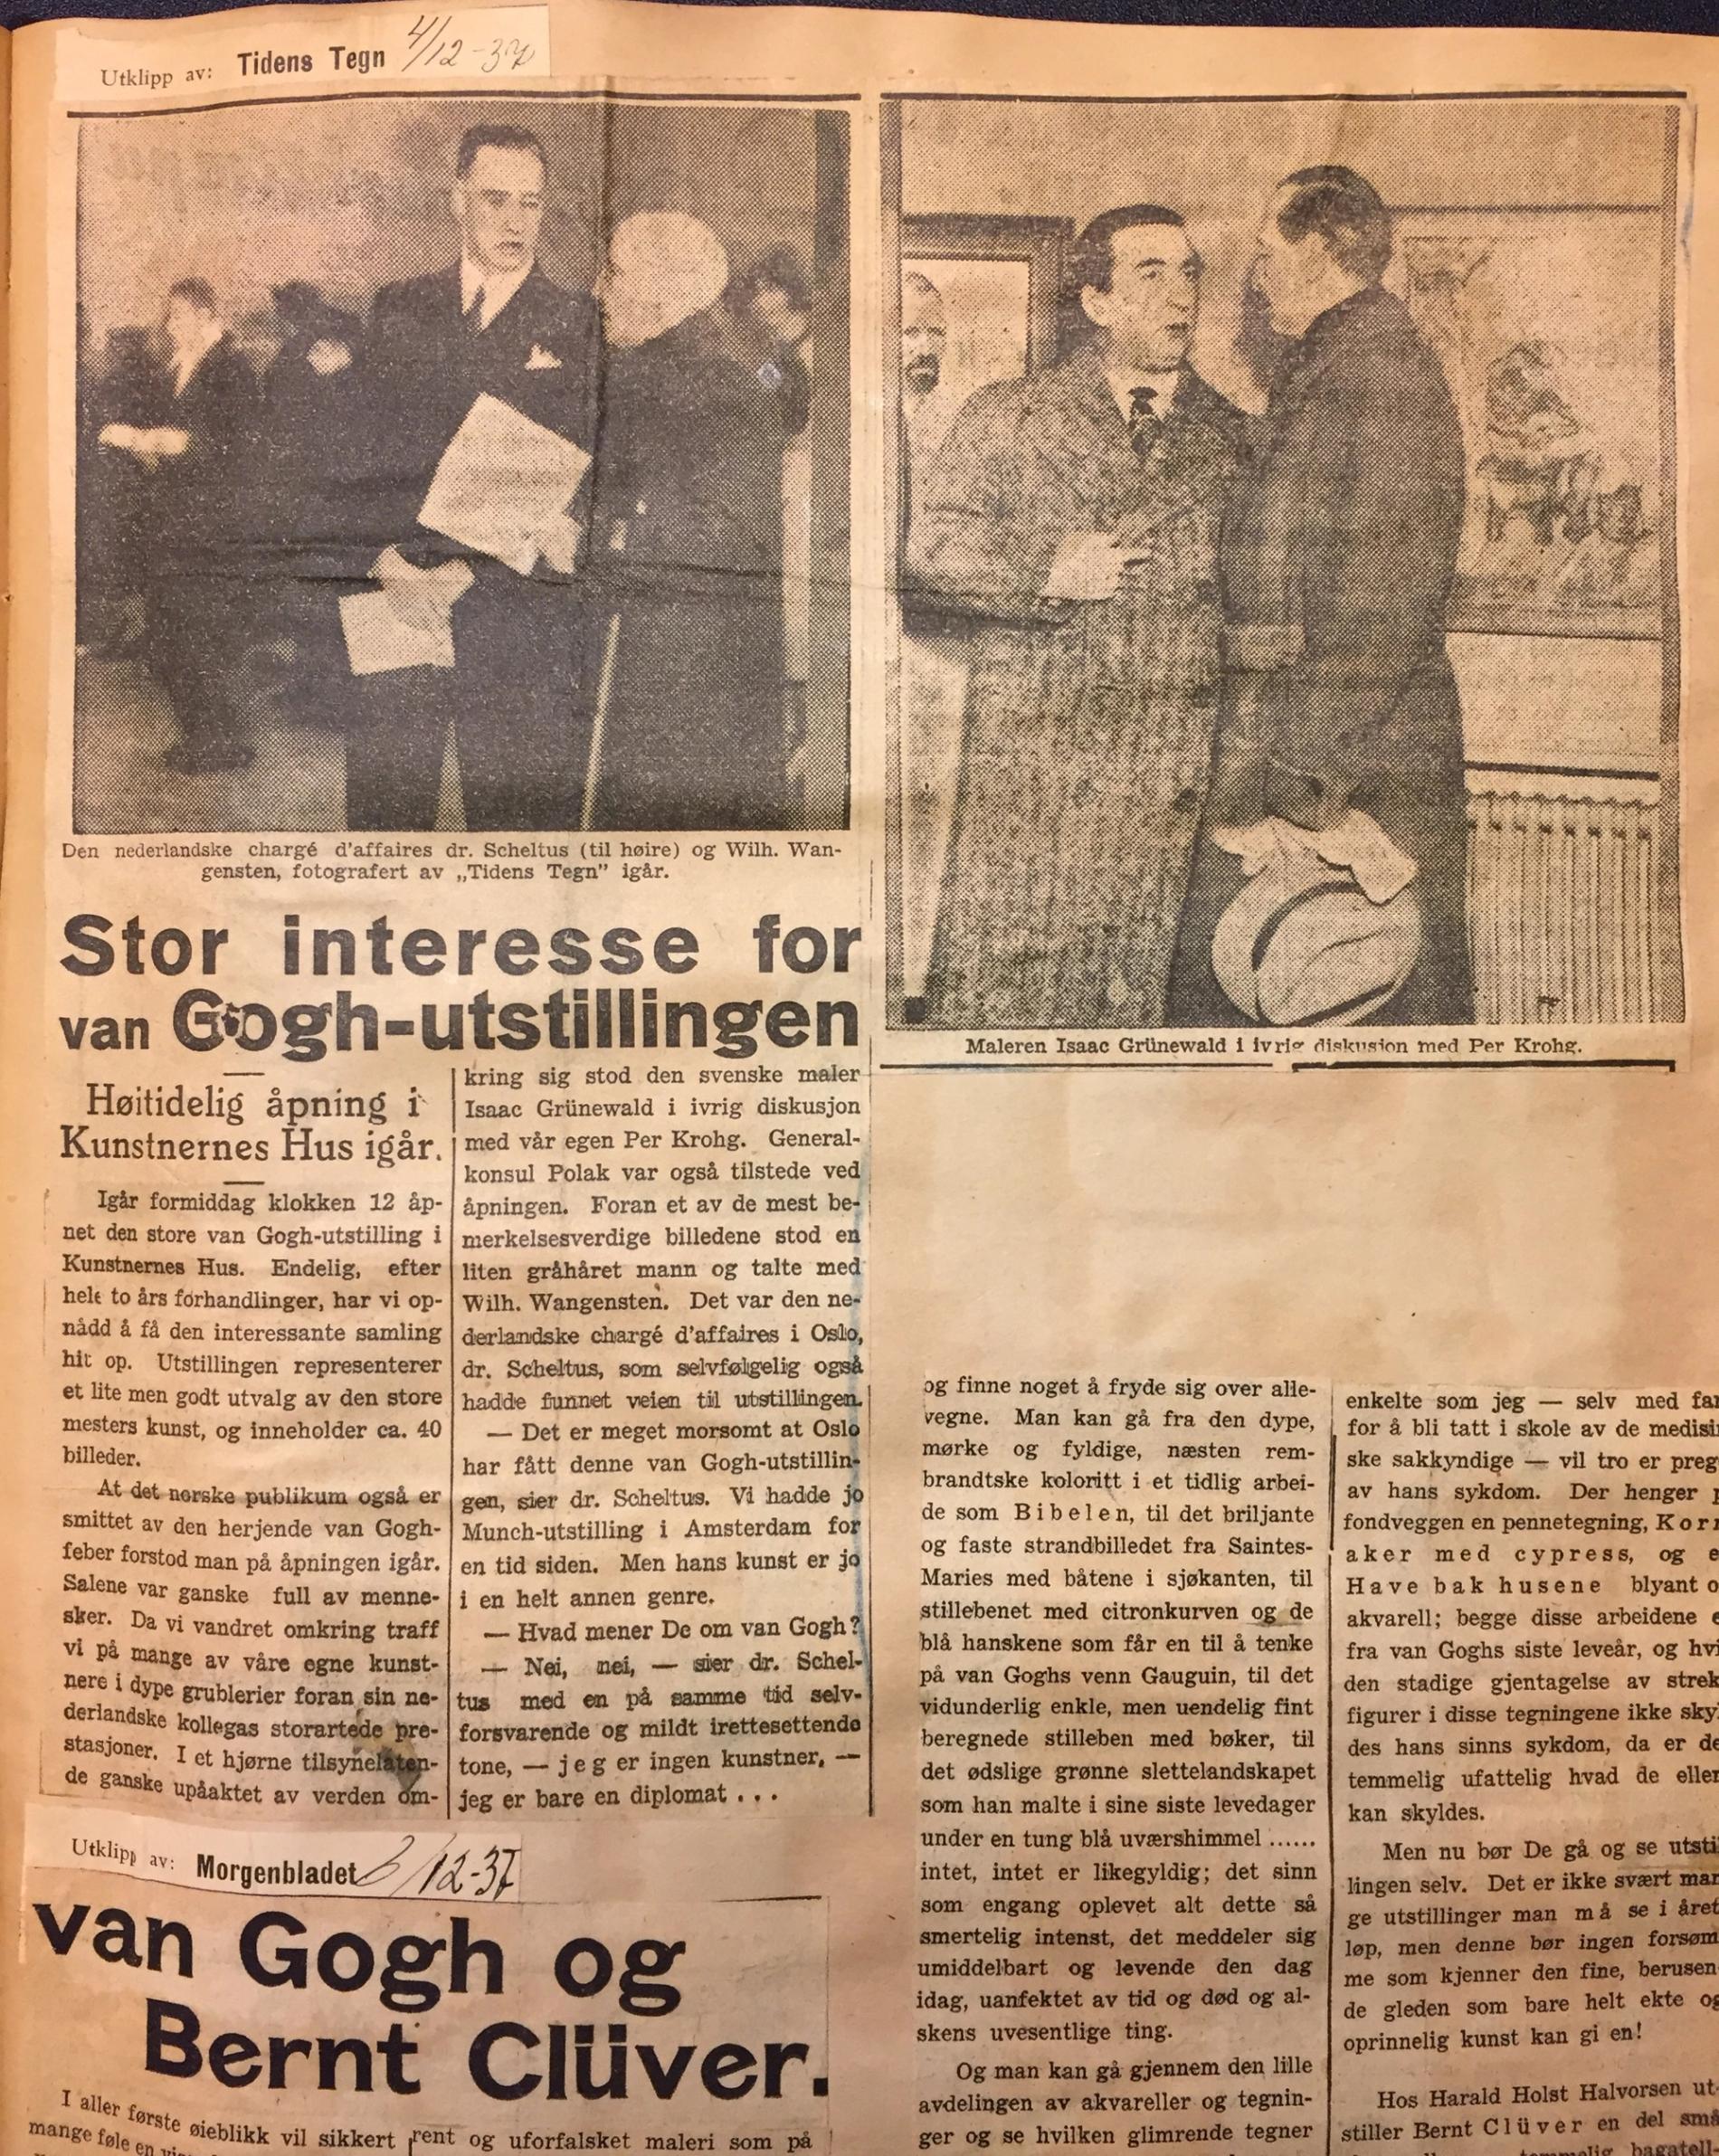 Utklipp av: Tidens Tegn 4/12-37
Den nederlandske chargé d'affaires dr. Scheltus (til høire) og Wilh. Wan-
gensten, fotografert av „Tidens Tegn” igår.
Maleren Isaac Grünewald i ivrig diskusion med Per Krohg.
Stor interesse for
van Gogh-utstillingen
Høitidelig åpning i
Kunstnernes Hus igår.
Igår formiddag klokken 12 åp-
net den store van Gogh-utstilling i
Kunstnernes Hus. Endelig, efter
hele to års forhandlinger, har vi op-
nådd å få den interessante samling
hit op. Utstillingen representerer
et lite men godt utvalg av den store
mesters kunst, og inneholder ca. 40
billeder.
At det norske publikum også er
smittet av den herjende van Gogh-
feber forstod man på åpningen igår.
Salene var ganske full av menne-
sker. Da vi vandret omkring traff
vi på mange av våre egne kunst-
nere i dype grublerier foran sin ne-
derlandske kollegas storartede pre-
stasjoner. I et hjørne tilsynelaten-
de ganske upåaktet av verden om-
kring sig stod den svenske maler
Isaac Grünewald i ivrig diskusjon
med vår egen Per Krohg. General-
konsul Polak var også tilstede ved
åpningen. Foran et av de mest be-
merkelsesverdige billedene stod en
liten gråhåret mann og talte med
Wilh. Wangensten. Det var den ne-
derlandske chargé d'affaires i Oslo,
dr. Scheltus, som selvfølgelig også
hadde funnet veien til utstillingen.
— Det er meget morsomt at Oslo
har fått denne van Gogh-utstillin-
gen, sier dr. Scheltus. Vi hadde jo
Munch-utstilling i Amsterdam for
en tid siden. Men hans kunst er jo
i en helt annen genre.
— Hvad mener De om van Gogh?
— Nei, nei, — sier dr. Schel-
tus med en på samme tid selv-
forsvarende og mildt irettesettende
tone, — jeg er ingen kunstner, —
jeg er bare en diplomat . . .
Utklipp av: Morgenbladet /12-37
van Gogh og
Bernt Clüver.
I aller første øieblikk vil sikkert rent og uforfalsket maleri som på
mange føle en
og finne noget å fryde sig over alle-
vegne. Man kan gå fra den dype,
mørke og fyldige, næsten rem-
brandtske koloritt i et tidlig arbei-
de som Bibelen, til det briljante
og faste strandbilledet fra Saintes-
Maries med båtene i sjøkanten, til
stillebenet med citronkurven og de
blå hanskene som får en til å tenke
på van Goghs venn Gauguin, til det
vidunderlig enkle, men uendelig fint
beregnede stilleben med bøker, til
det ødslige grønne slettelandskapet
som han malte i sine siste levedager
under en tung blå uværshimmel ......
intet, intet er likegyldig; det sinn
som engang oplevet alt dette så
smertelig intenst, det meddeler sig
umiddelbart og levende den dag
idag, uanfektet av tid og død og al-
skens uvesentlige ting.
Og man kan gå gjennem den lille
avdelingen av akvareller og tegnin-
ger og se hvilken glimrende tegner
enkelte som jeg — selv med far
for å bli tatt i skole av de medisi
ske sakkyndige — vil tro er preg
av hans sykdom. Der henger
fondveggen en pennetegning, Kor
aker med cypress, og e
Have bak husene blyant o
akvarell; begge disse arbeidene e
fra van Goghs siste leveår, og hvi
den stadige gjentagelse av strek
figurer i disse tegningene ikke sky
des hans sinns sykdom, da er de
temmelig ufattelig hvad de eller
kan skyldes.
Men nu bør De gå og se utsti
lingen selv. Det er ikke svært man
ge utstillinger man må se i året
løp, men denne bør ingen forsøm
me som kjenner den fine, berusen
de gleden som bare helt ekte og
oprinnelig kunst kan gi en!
Hos Harald Holst Halvorsen ut-
stiller Bernt Clüver en del små
temmelig bagatell-